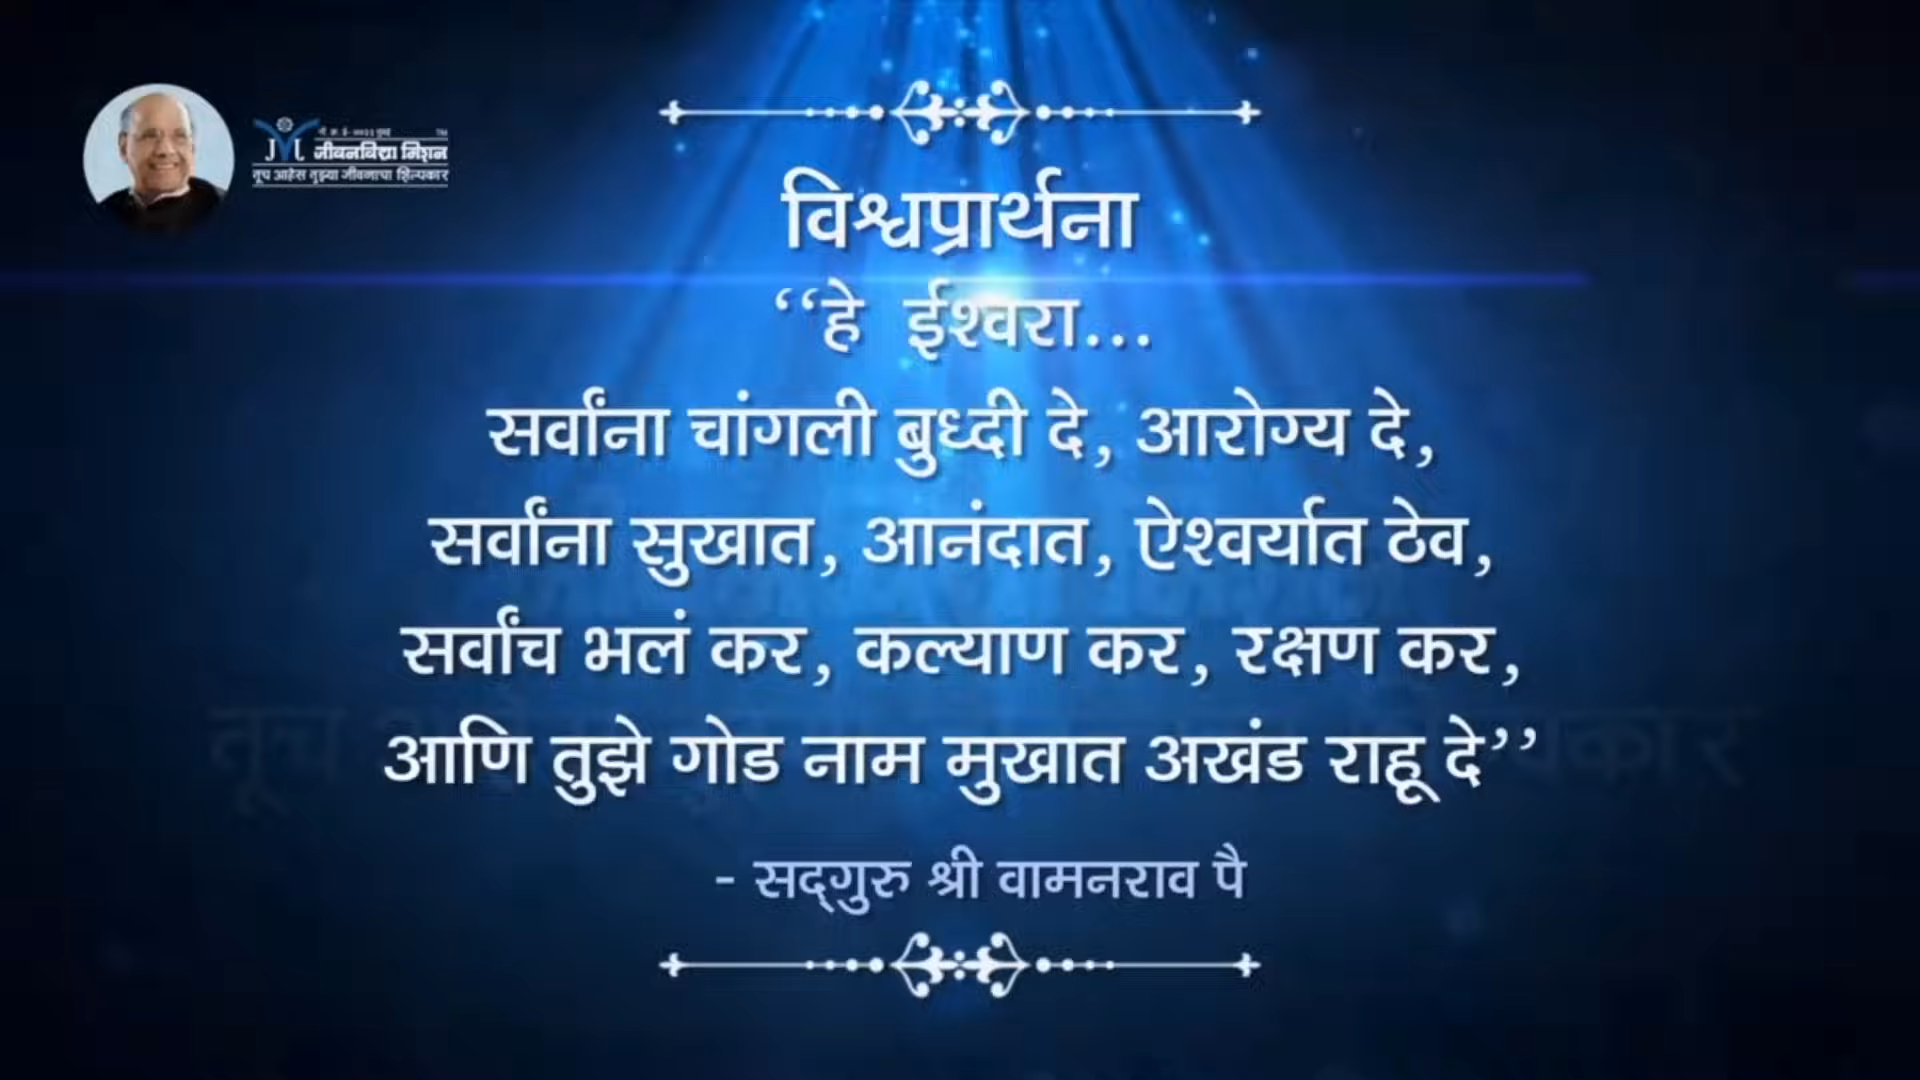 जीवनविद्या मिशन
तूच आहेस तुझ्या जीवनाचा शिल्पकार
विश्वप्रार्थना
‘‘हे ईश्वरा...
सर्वांना चांगली बुध्दी दे, आरोग्य दे,
सर्वांना सुखात, आनंदात, ऐश्वर्यात ठेव,
सर्वांच भलं कर, कल्याण कर, रक्षण कर,
आणि तुझे गोड नाम मुखात अखंड राहू दे’’
- सद्‌गुरु श्री वामनराव पै